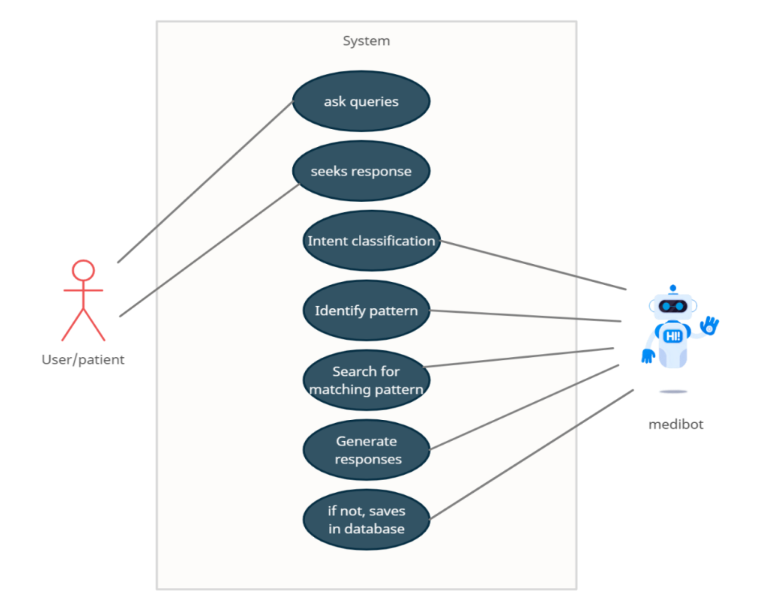 System
ask queries
seeks response
Intent classification
Identify pattern
Search for
matching pattern
Generate
responses
if not, saves
in database
User/patient
HI!
medibot